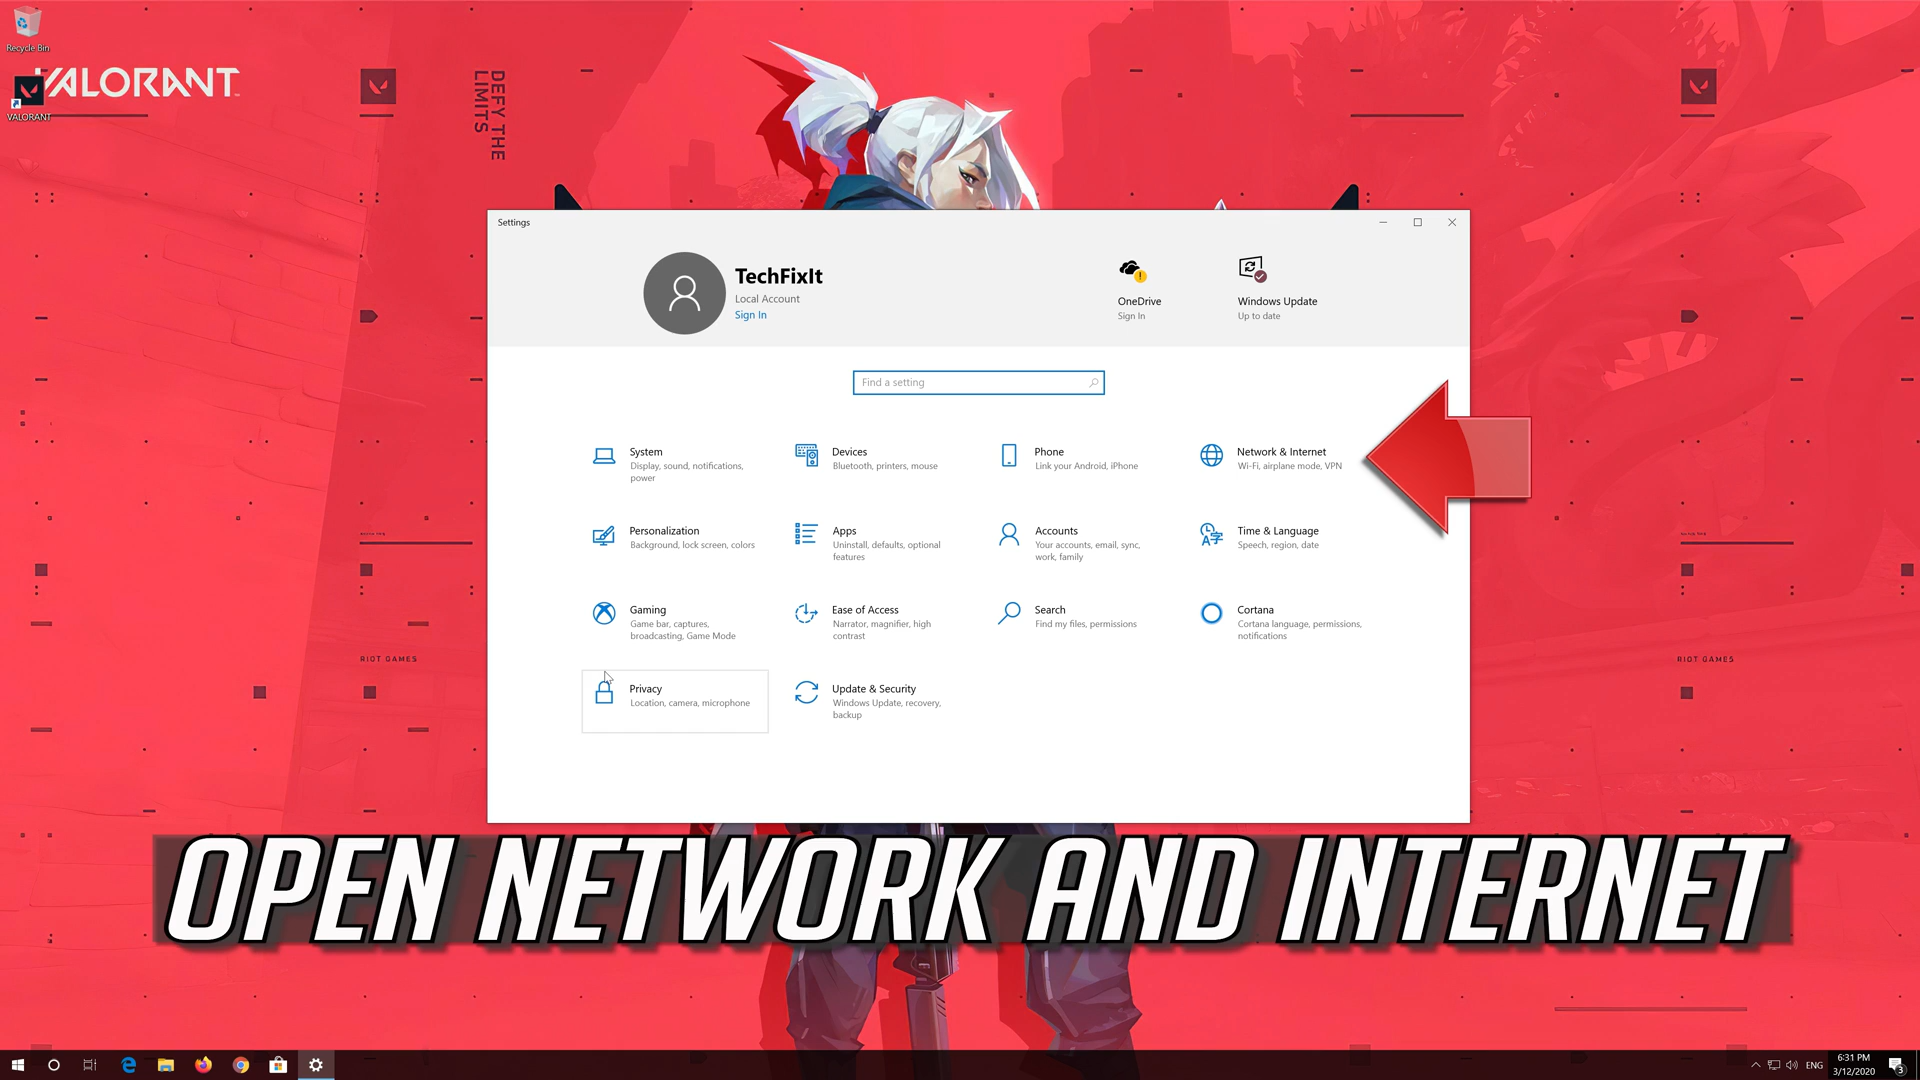 Recycle Bin
VALORANT
VALORANT
DEFY THE
LIMITS
Settings
TechFixIt
Local Account
Sign In
OneDrive
Sign In
Windows Update
Up to date
Find a setting
System
Display, sound, notifications,
power
Devices
Bluetooth, printers, mouse
Phone
Link your Android, iPhone
Network & Internet
Wi-Fi, airplane mode, VPN
Personalization
Background, lock screen, colors
Apps
Uninstall, defaults, optional
features
Accounts
Your accounts, email, sync,
work, family
Time & Language
Speech, region, date
Gaming
Game bar, captures,
broadcasting, Game Mode
Ease of Access
Narrator, magnifier, high
contrast
Search
Find my files, permissions
Cortana
Cortana language, permissions,
notifications
Privacy
Location, camera, microphone
Update & Security
Windows Update, recovery,
backup
RIOT GAMES
RIOT GAMES
OPEN NETWORK AND INTERNET
ENG
6:31 PM
3/12/2020
3